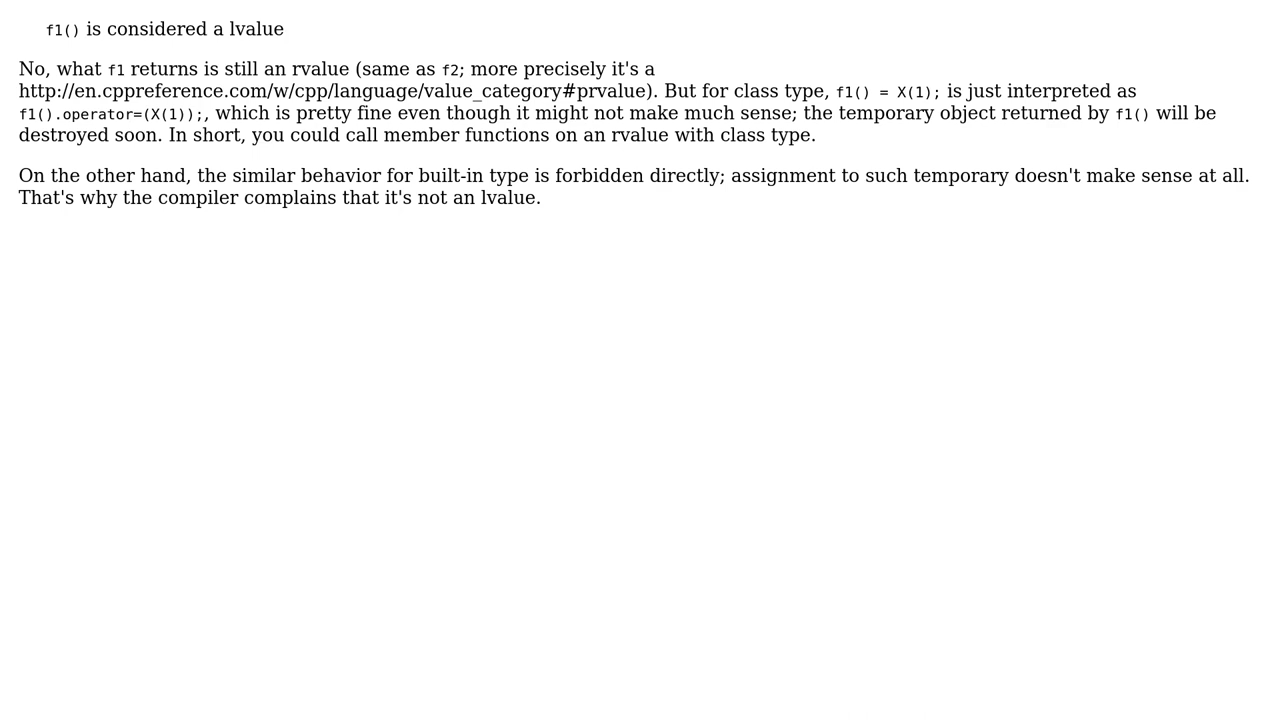 f1() is considered a lvalue
No, what f1 returns is still an rvalue (same as f2; more precisely it's a
http://en.cppreference.com/w/cpp/language/value_category#prvalue). But for class type, f1() = X(1); is just interpreted as
f1().operator=(X(1));, which is pretty fine even though it might not make much sense; the temporary object returned by f1() will be
destroyed soon. In short, you could call member functions on an rvalue with class type.
On the other hand, the similar behavior for built-in type is forbidden directly; assignment to such temporary doesn't make sense at all.
That's why the compiler complains that it's not an lvalue.